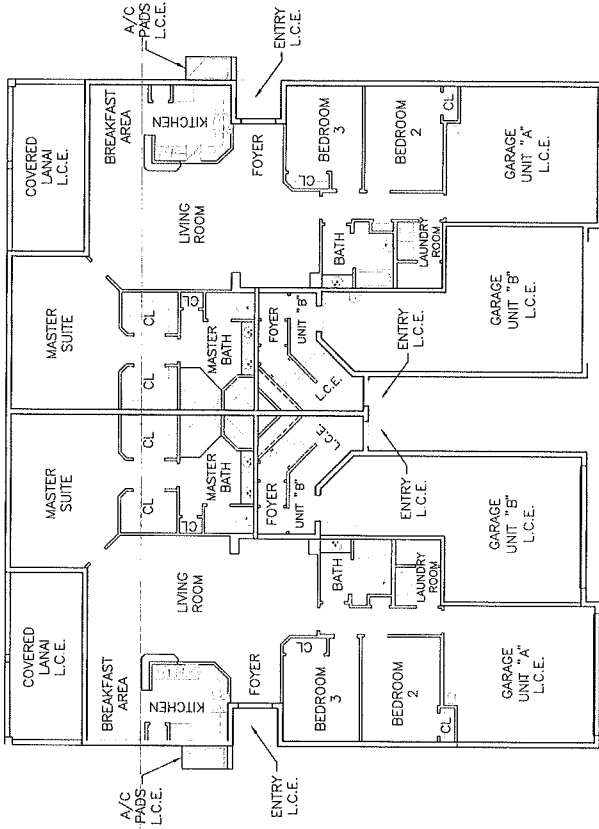 COVERED
LANAI
L.C.E.
BREAKFAST
AREA
A/C
PADS
L.C.E.
KITCHEN
ENTRY
L.C.E.
FOYER
LIVING
ROOM
MASTER
SUITE
CL
CL
CL
MASTER
BATH
BEDROOM
3
CL
BEDROOM
2
CL
BATH
LAUNDRY
ROOM
GARAGE
UNIT "A"
L.C.E.
FOYER
UNIT "B"
L.C.E.
ENTRY
L.C.E.
GARAGE
UNIT "B"
L.C.E.
MASTER
SUITE
CL
CL
CL
MASTER
BATH
FOYER
UNIT "B"
L.C.E.
ENTRY
L.C.E.
GARAGE
UNIT "B"
L.C.E.
COVERED
LANAI
L.C.E.
BREAKFAST
AREA
LIVING
ROOM
KITCHEN
FOYER
A/C
PADS
L.C.E.
ENTRY
L.C.E.
BATH
LAUNDRY
ROOM
CL
BEDROOM
3
BEDROOM
2
CL
GARAGE
UNIT "A"
L.C.E.